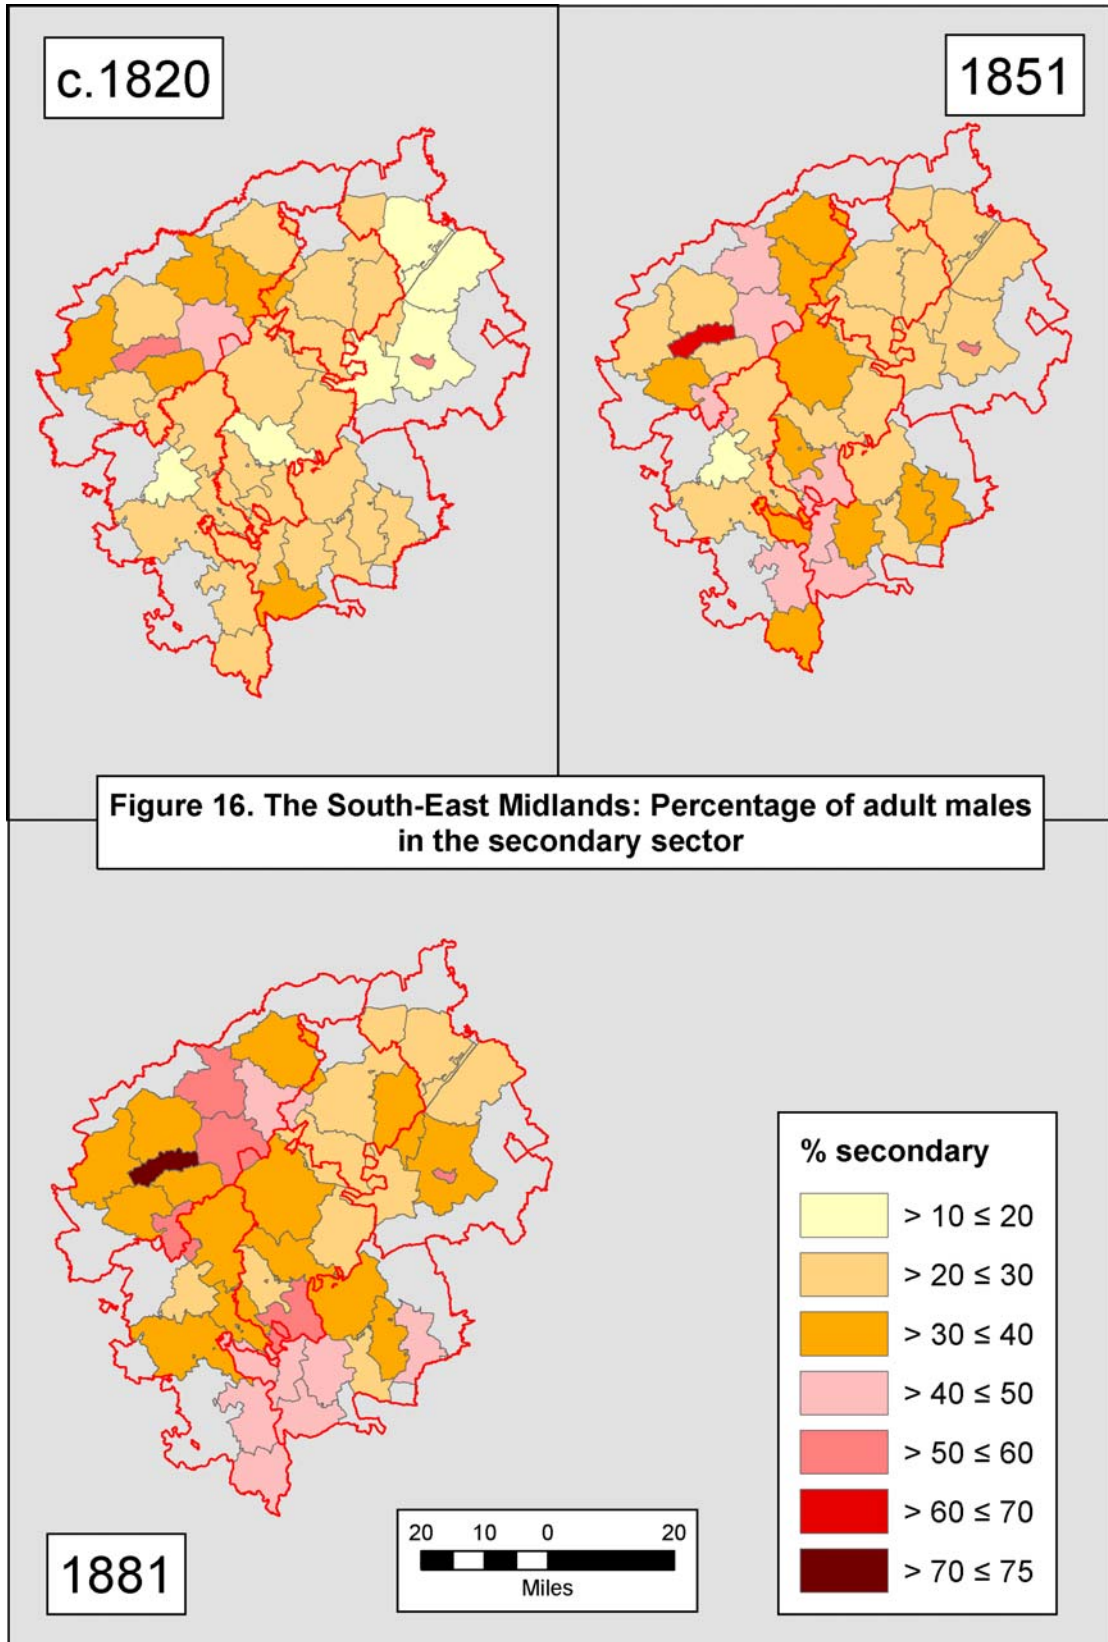 c.1820
1851
Figure 16. The South-East Midlands: Percentage of adult males
in the secondary sector
% secondary
> 10 ≤ 20
> 20 ≤ 30
> 30 ≤ 40
> 40 ≤ 50
> 50 ≤ 60
> 60 ≤ 70
> 70 ≤ 75
20 10 0 20
Miles
1881